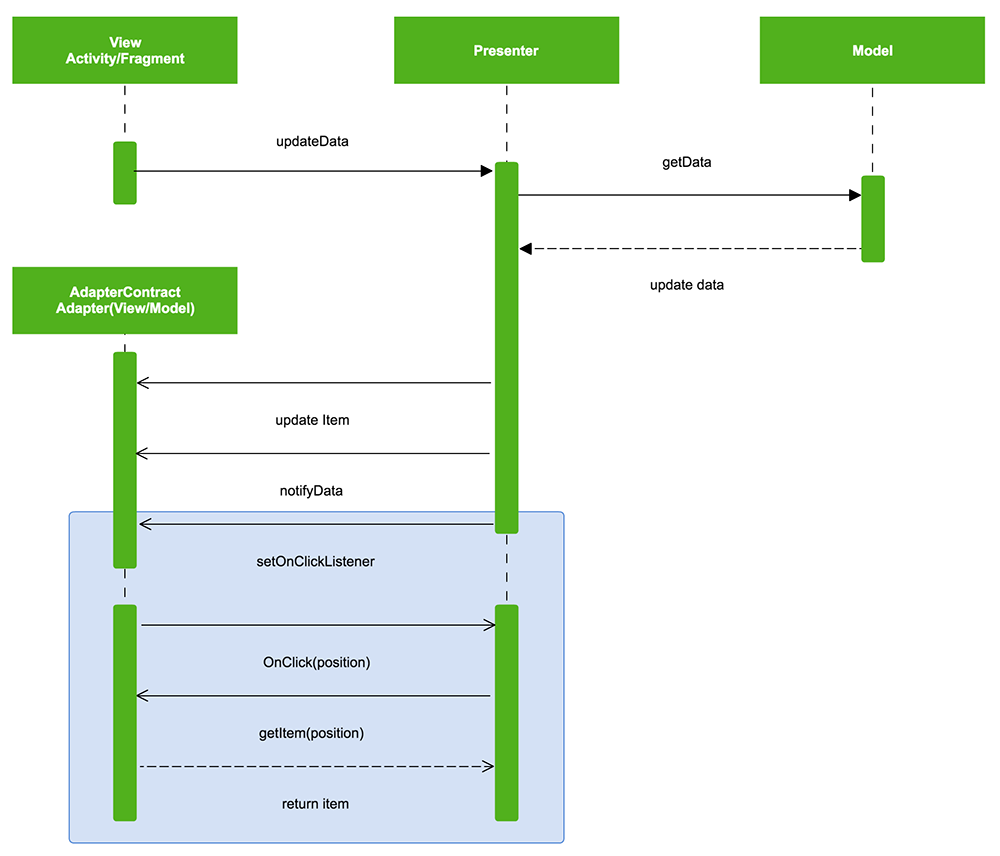 View
Activity/Fragment
Presenter
Model
updateData
getData
update data
AdapterContract
Adapter(View/Model)
update Item
notifyData
setOnClickListener
OnClick(position)
getItem(position)
return item